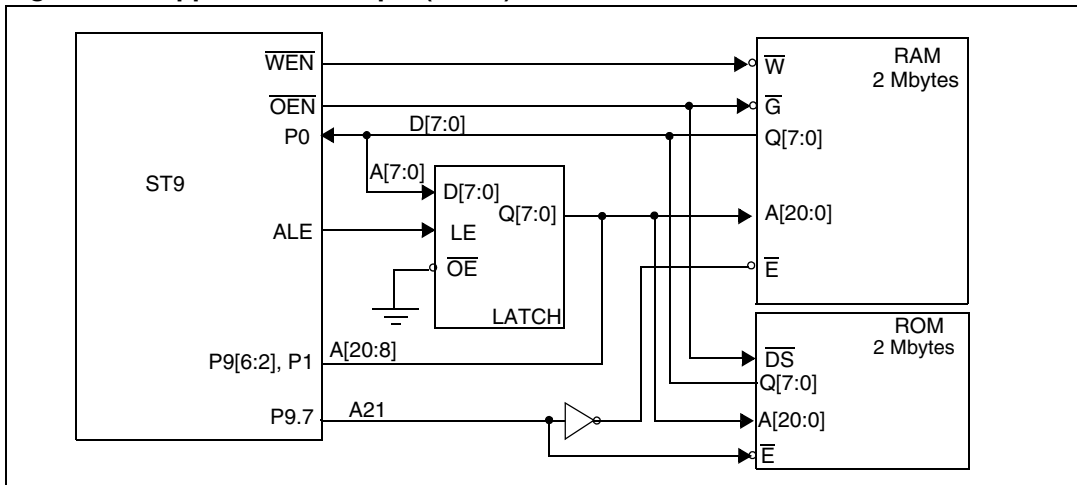 ST9
WEN
OEN
P0
ALE
P9[6:2], P1
P9.7
D[7:0]
A[7:0]
A[20:8]
A21
D[7:0]
Q[7:0]
LE
OE
LATCH
RAM
2 Mbytes
W
G
Q[7:0]
A[20:0]
E
ROM
2 Mbytes
DS
Q[7:0]
A[20:0]
E